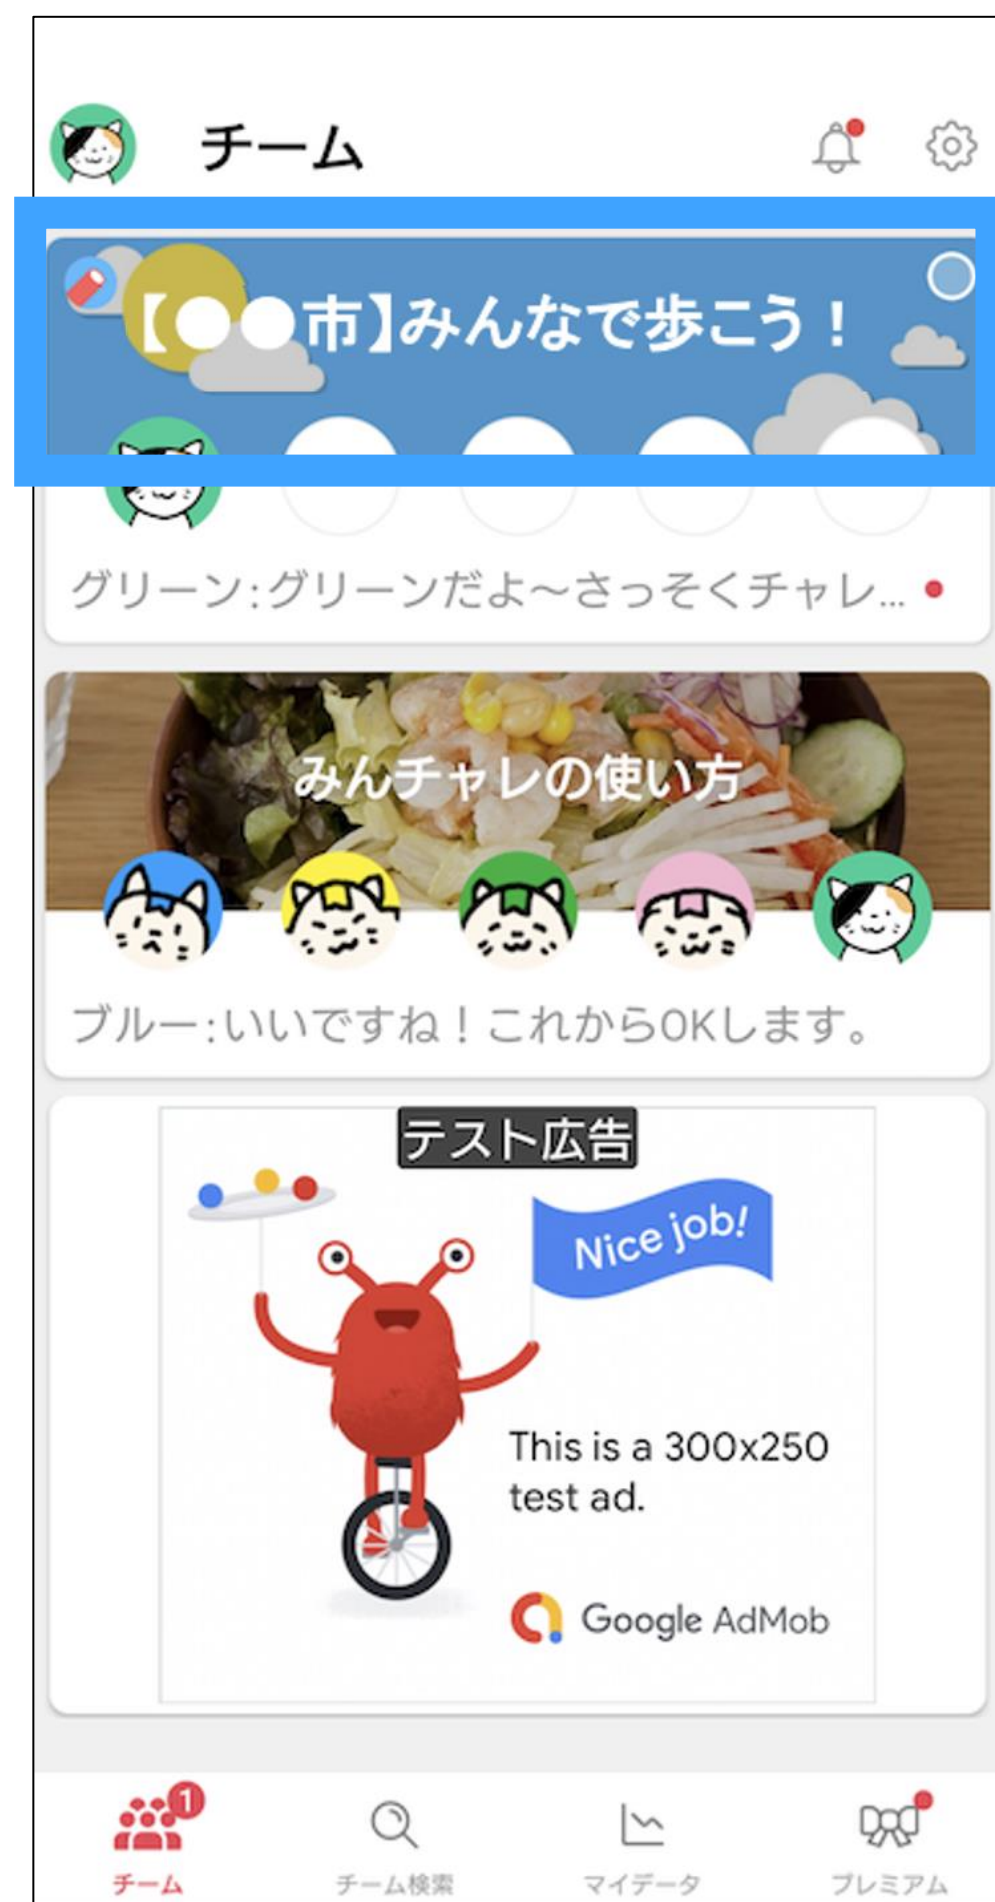 チーム
【●●市】みんなで歩こう！
グリーン:グリーンだよ〜さっそくチャレ...
みんチャレの使い方
ブルー:いいですね！これからOKします。
テスト広告
Nice job!
This is a 300x250
test ad.
Google AdMob
1
チーム
チーム検索
マイデータ
プレミアム